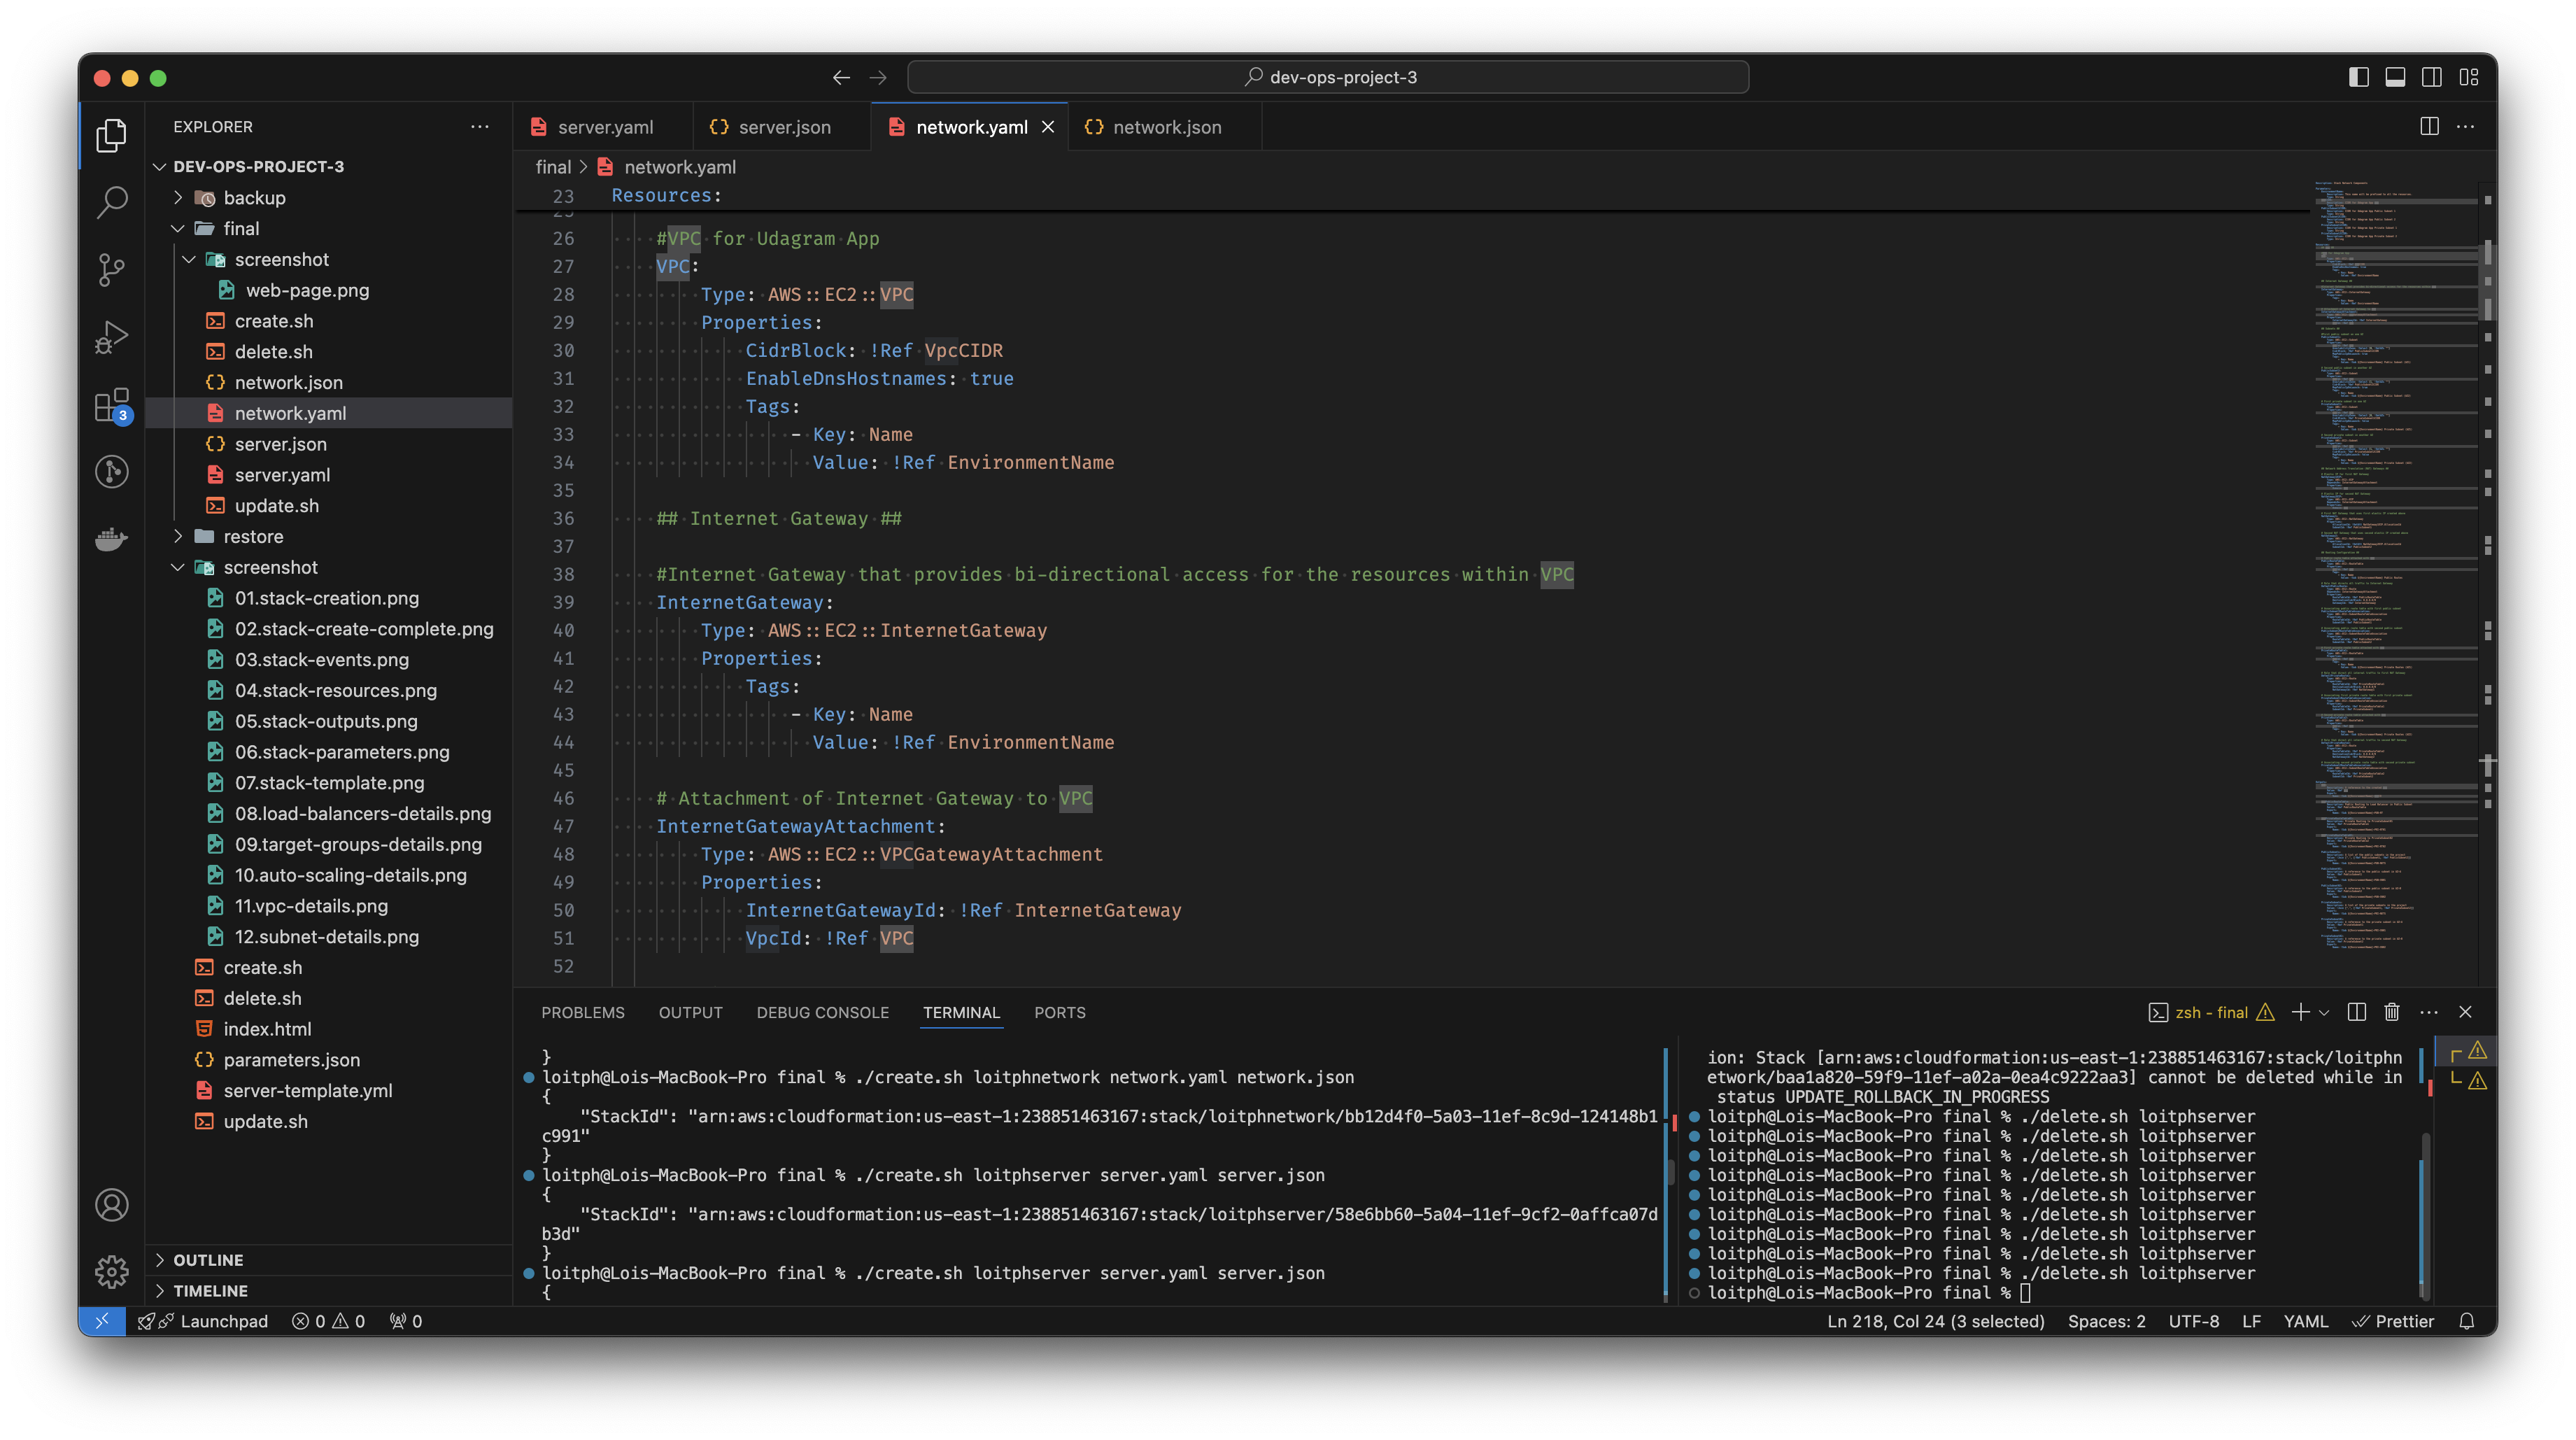 dev-ops-project-3
EXPLORER
DEV-OPS-PROJECT-3
backup
final
screenshot
web-page.png
create.sh
delete.sh
network.json
network.yaml
server.json
server.yaml
update.sh
restore
screenshot
01.stack-creation.png
02.stack-create-complete.png
03.stack-events.png
04.stack-resources.png
05.stack-outputs.png
06.stack-parameters.png
07.stack-template.png
08.load-balancers-details.png
09.target-groups-details.png
10.auto-scaling-details.png
11.vpc-details.png
12.subnet-details.png
create.sh
delete.sh
index.html
parameters.json
server-template.yml
update.sh
OUTLINE
TIMELINE
3
server.yaml
server.json
network.yaml
network.json
final > network.yaml
23 Resources:
26 #VPC for Udagram App
27 VPC:
28 Type: AWS::EC2::VPC
29 Properties:
30 CidrBlock: !Ref VpcCIDR
31 EnableDnsHostnames: true
32 Tags:
33 - Key: Name
34 Value: !Ref EnvironmentName
35
36 ## Internet Gateway ##
37
38 #Internet Gateway that provides bi-directional access for the resources within VPC
39 InternetGateway:
40 Type: AWS::EC2::InternetGateway
41 Properties:
42 Tags:
43 - Key: Name
44 Value: !Ref EnvironmentName
45
46 # Attachment of Internet Gateway to VPC
47 InternetGatewayAttachment:
48 Type: AWS::EC2::VPCGatewayAttachment
49 Properties:
50 InternetGatewayId: !Ref InternetGateway
51 VpcId: !Ref VPC
52
PROBLEMS OUTPUT DEBUG CONSOLE TERMINAL PORTS
zsh - final
}
loitph@Lois-MacBook-Pro final % ./create.sh loitphnetwork network.yaml network.json
{
"StackId": "arn:aws:cloudformation:us-east-1:238851463167:stack/loitphnetwork/bb12d4f0-5a03-11ef-8c9d-124148b1
c991"
}
loitph@Lois-MacBook-Pro final % ./create.sh loitphserver server.yaml server.json
{
"StackId": "arn:aws:cloudformation:us-east-1:238851463167:stack/loitphserver/58e6bb60-5a04-11ef-9cf2-0affca07d
b3d"
}
loitph@Lois-MacBook-Pro final % ./create.sh loitphserver server.yaml server.json
{
ion: Stack [arn:aws:cloudformation:us-east-1:238851463167:stack/loitphn
etwork/baa1a820-59f9-11ef-a02a-0ea4c9222aa3] cannot be deleted while in
status UPDATE_ROLLBACK_IN_PROGRESS
loitph@Lois-MacBook-Pro final % ./delete.sh loitphserver
loitph@Lois-MacBook-Pro final % ./delete.sh loitphserver
loitph@Lois-MacBook-Pro final % ./delete.sh loitphserver
loitph@Lois-MacBook-Pro final % ./delete.sh loitphserver
loitph@Lois-MacBook-Pro final % ./delete.sh loitphserver
loitph@Lois-MacBook-Pro final % ./delete.sh loitphserver
loitph@Lois-MacBook-Pro final % ./delete.sh loitphserver
loitph@Lois-MacBook-Pro final % ./delete.sh loitphserver
loitph@Lois-MacBook-Pro final % ./delete.sh loitphserver
loitph@Lois-MacBook-Pro final %
Launchpad 0 0 0 Ln 218, Col 24 (3 selected) Spaces: 2 UTF-8 LF YAML Prettier